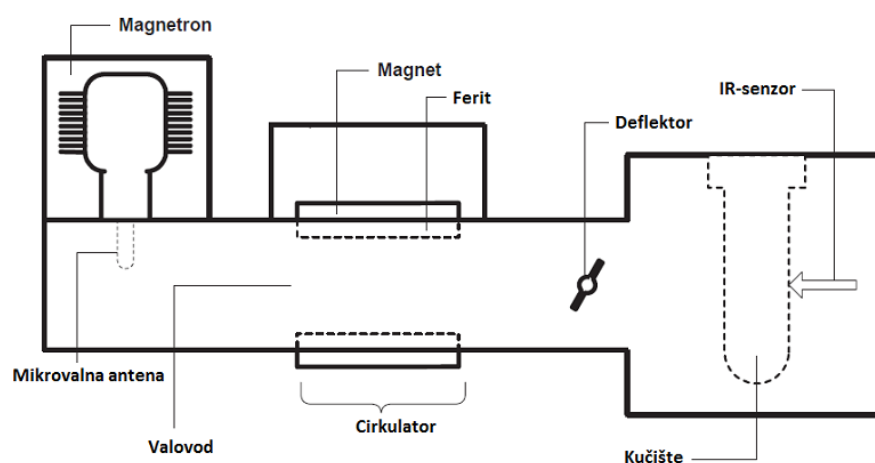 Magnetron
Magnet
Ferit
IR-senzor
Deflektor
Mikrovalna antena
Valovod
Cirkulator
Kučište